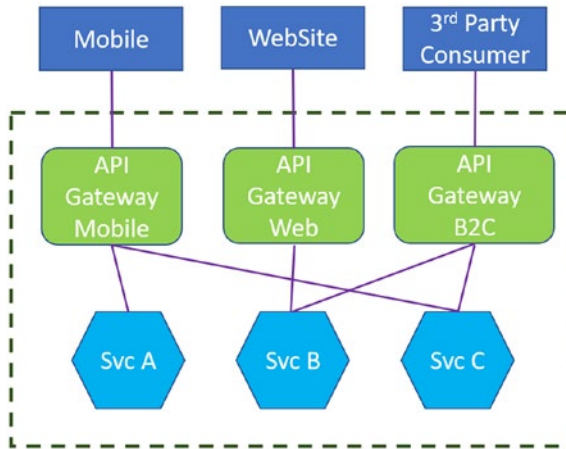 Mobile
WebSite
3rd Party
Consumer
API
Gateway
Mobile
API
Gateway
Web
API
Gateway
B2C
Svc A
Svc B
Svc C